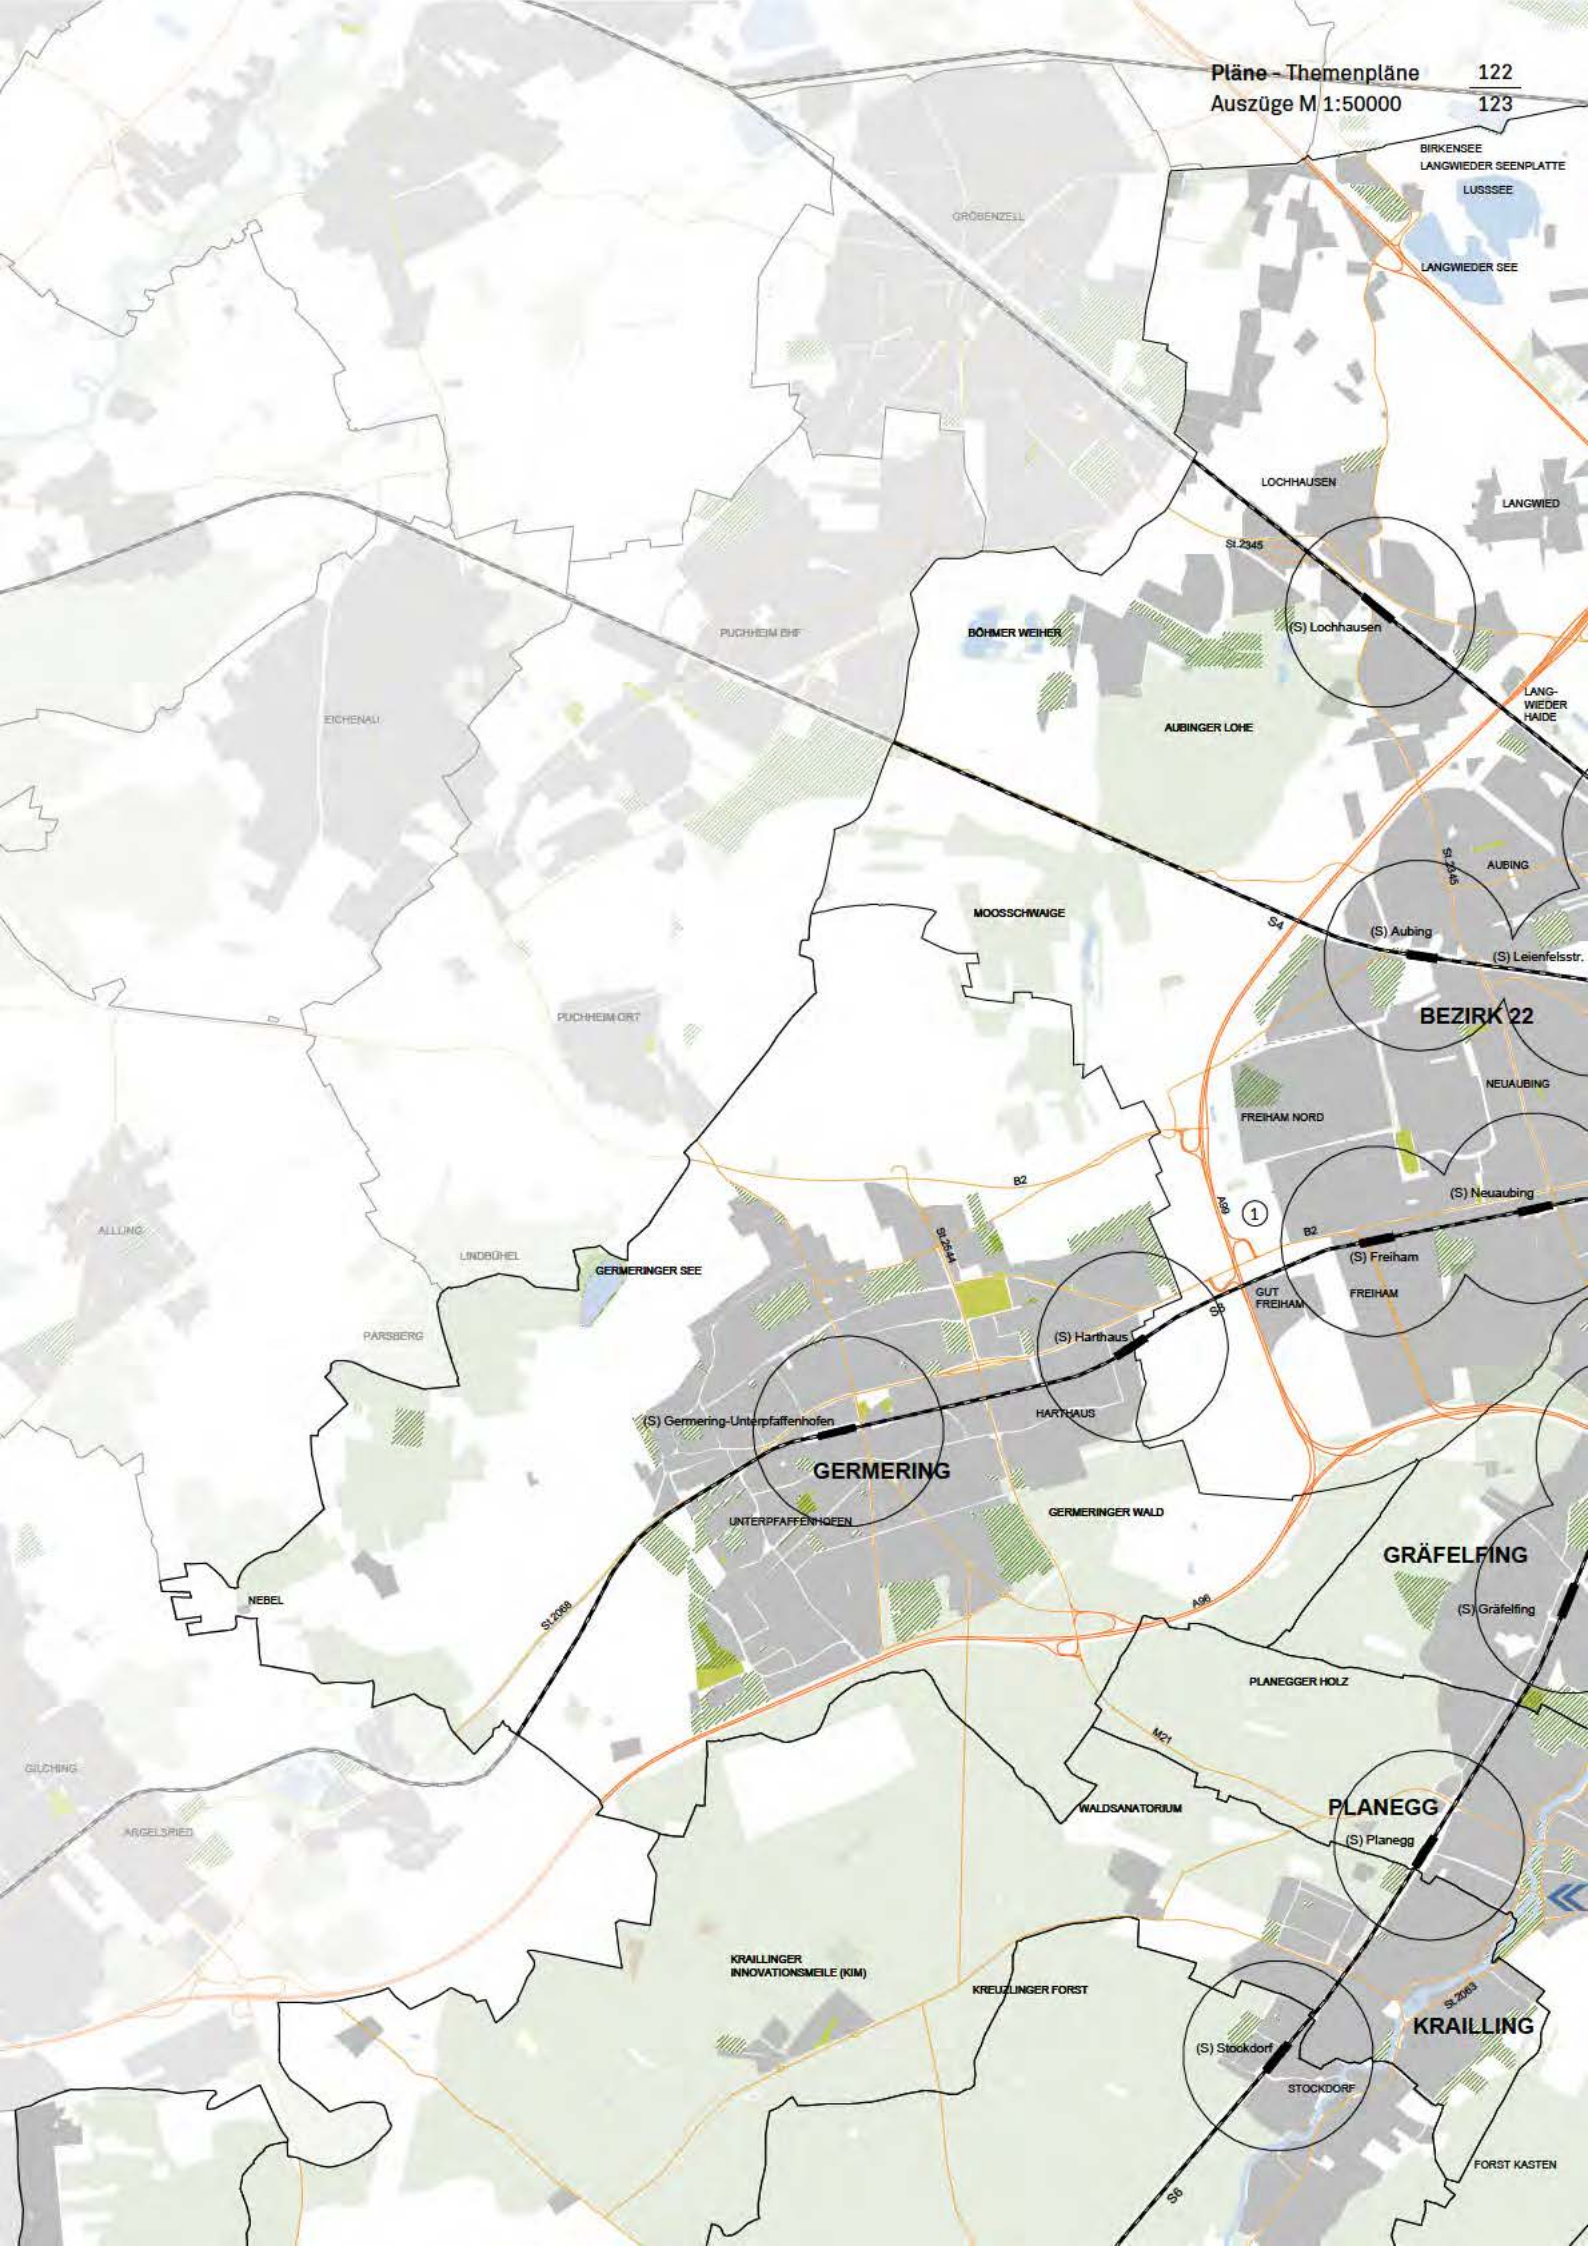 Pläne - Themenpläne 122
Auszüge M 1:50000 123
BIRKENSEE
LANGWIEDER SEENPLATTE
LUSSSEE
GRÖBENZELL
LANGWIEDER SEE
LOCHHAUSEN
LANGWIED
St.2345
(S) Lochhausen
PUCHHEIM BHF
BÖHMER WEIHER
LANG-
WIEDER
HAIDE
EICHENAU
AUBINGER LOHE
St.2345
AUBING
MOOSSCHWAIGE
S4
(S) Aubing
(S) Leienfelsstr.
PUCHHEIM ORT
BEZIRK 22
NEUAUBING
FREIHAM NORD
B2
(S) Neuaubing
A99
1
ALLING
B2
St.2544
LINDBÜHEL
(S) Freiham
GERMERINGER SEE
GUT
FREIHAM
FREIHAM
S8
PARSBERG
(S) Harthaus
HARTHAUS
(S) Germering-Unterpfaffenhofen
GERMERING
GERMERINGER WALD
UNTERPFAFFENHOFEN
GRÄFELFING
NEBEL
St.2068
A96
(S) Gräfelfing
PLANEGGER HOLZ
M21
GILCHING
WALDSANATORIUM
PLANEGG
ARGELSRIED
(S) Planegg
KRAILLINGER
INNOVATIONSMEILE (KIM)
KREUZLINGER FORST
St.2063
KRAILLING
(S) Stockdorf
STOCKDORF
FORST KASTEN
S6